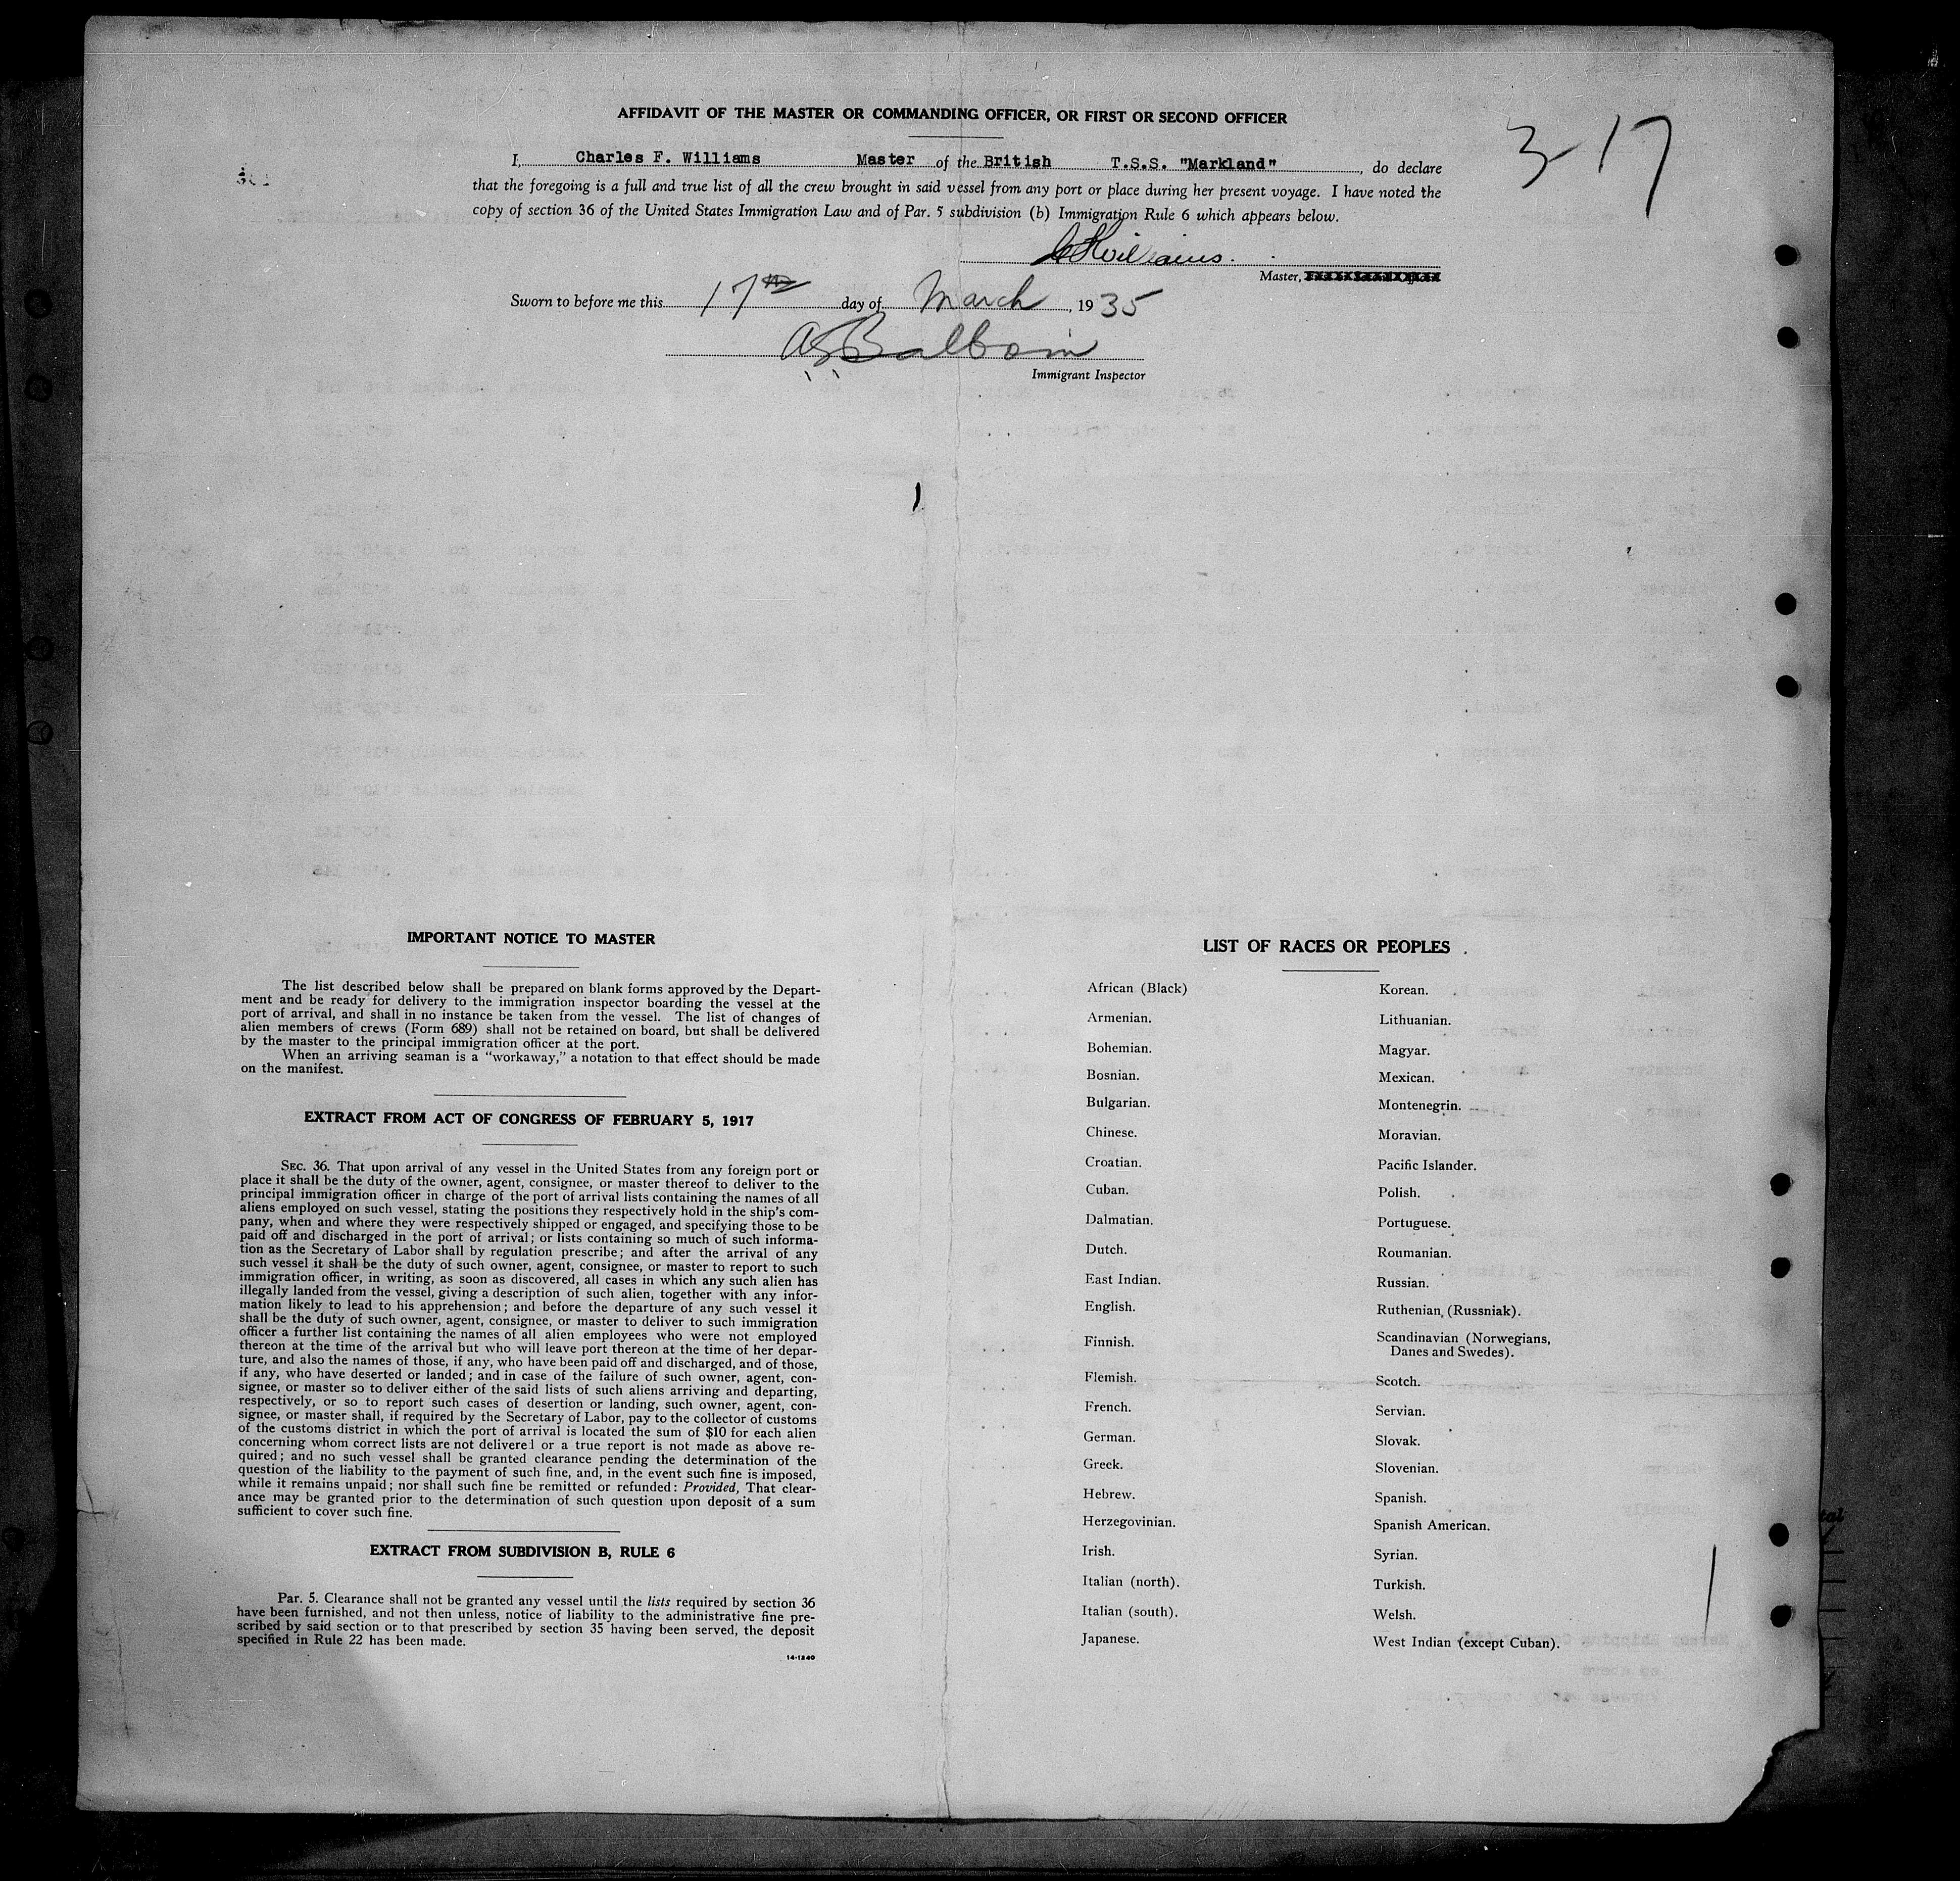 AFFIDAVIT OF THE MASTER OR COMMANDING OFFICER, OR FIRST OR SECOND OFFICER
3-17
I, Charles F. Williams Master of the British T.S.S. "Markland", do declare
that the foregoing is a full and true list of all the crew brought in said vessel from any port or place during her present voyage. I have noted the
copy of section 36 of the United States Immigration Law and of Par. 5 subdivision (b) Immigration Rule 6 which appears below.
CFWilliams.
Master,
Sworn to before me this 17th day of March, 1935
Immigrant Inspector
IMPORTANT NOTICE TO MASTER
The list described below shall be prepared on blank forms approved by the Depart-
ment and be ready for delivery to the immigration inspector boarding the vessel at the
port of arrival, and shall in no instance be taken from the vessel. The list of changes of
alien members of crews (Form 689) shall not be retained on board, but shall be delivered
by the master to the principal immigration officer at the port.
When an arriving seaman is a "workaway," a notation to that effect should be made
on the manifest.
EXTRACT FROM ACT OF CONGRESS OF FEBRUARY 5, 1917
SEC. 36. That upon arrival of any vessel in the United States from any foreign port or
place it shall be the duty of the owner, agent, consignee, or master thereof to deliver to the
principal immigration officer in charge of the port of arrival lists containing the names of all
aliens employed on such vessel, stating the positions they respectively hold in the ship's com-
pany, when and where they were respectively shipped or engaged, and specifying those to be
paid off and discharged in the port of arrival; or lists containing so much of such informa-
tion as the Secretary of Labor shall by regulation prescribe; and after the arrival of any
such vessel it shall be the duty of such owner, agent, consignee, or master to report to such
immigration officer, in writing, as soon as discovered, all cases in which any such alien has
illegally landed from the vessel, giving a description of such alien, together with any infor-
mation likely to lead to his apprehension; and before the departure of any such vessel it
shall be the duty of such owner, agent, consignee, or master to deliver to such immigration
officer a further list containing the names of all alien employees who were not employed
thereon at the time of the arrival but who will leave port thereon at the time of her depar-
ture, and also the names of those, if any, who have been paid off and discharged, and of those,
if any, who have deserted or landed; and in case of the failure of such owner, agent, con-
signee, or master so to deliver either of the said lists of such aliens arriving and departing,
respectively, or so to report such cases of desertion or landing, such owner, agent, con-
signee, or master shall, if required by the Secretary of Labor, pay to the collector of customs
of the customs district in which the port of arrival is located the sum of $10 for each alien
concerning whom correct lists are not delivered or a true report is not made as above re-
quired; and no such vessel shall be granted clearance pending the determination of the
question of the liability to the payment of such fine, and, in the event such fine is imposed,
while it remains unpaid; nor shall such fine be remitted or refunded: Provided, That clear-
ance may be granted prior to the determination of such question upon deposit of a sum
sufficient to cover such fine.
EXTRACT FROM SUBDIVISION B, RULE 6
Par. 5. Clearance shall not be granted any vessel until the lists required by section 36
have been furnished, and not then unless, notice of liability to the administrative fine pre-
scribed by said section or to that prescribed by section 35 having been served, the deposit
specified in Rule 22 has been made.
14-1240
LIST OF RACES OR PEOPLES
African (Black)
Armenian.
Bohemian.
Bosnian.
Bulgarian.
Chinese.
Croatian.
Cuban.
Dalmatian.
Dutch.
East Indian.
English.
Finnish.
Flemish.
French.
German.
Greek.
Hebrew.
Herzegovinian.
Irish.
Italian (north).
Italian (south).
Japanese.
Korean.
Lithuanian.
Magyar.
Mexican.
Montenegrin.
Moravian.
Pacific Islander.
Polish.
Portuguese.
Roumanian.
Russian.
Ruthenian (Russniak).
Scandinavian (Norwegians,
Danes and Swedes).
Scotch.
Servian.
Slovak.
Slovenian.
Spanish.
Spanish American.
Syrian.
Turkish.
Welsh.
West Indian (except Cuban).